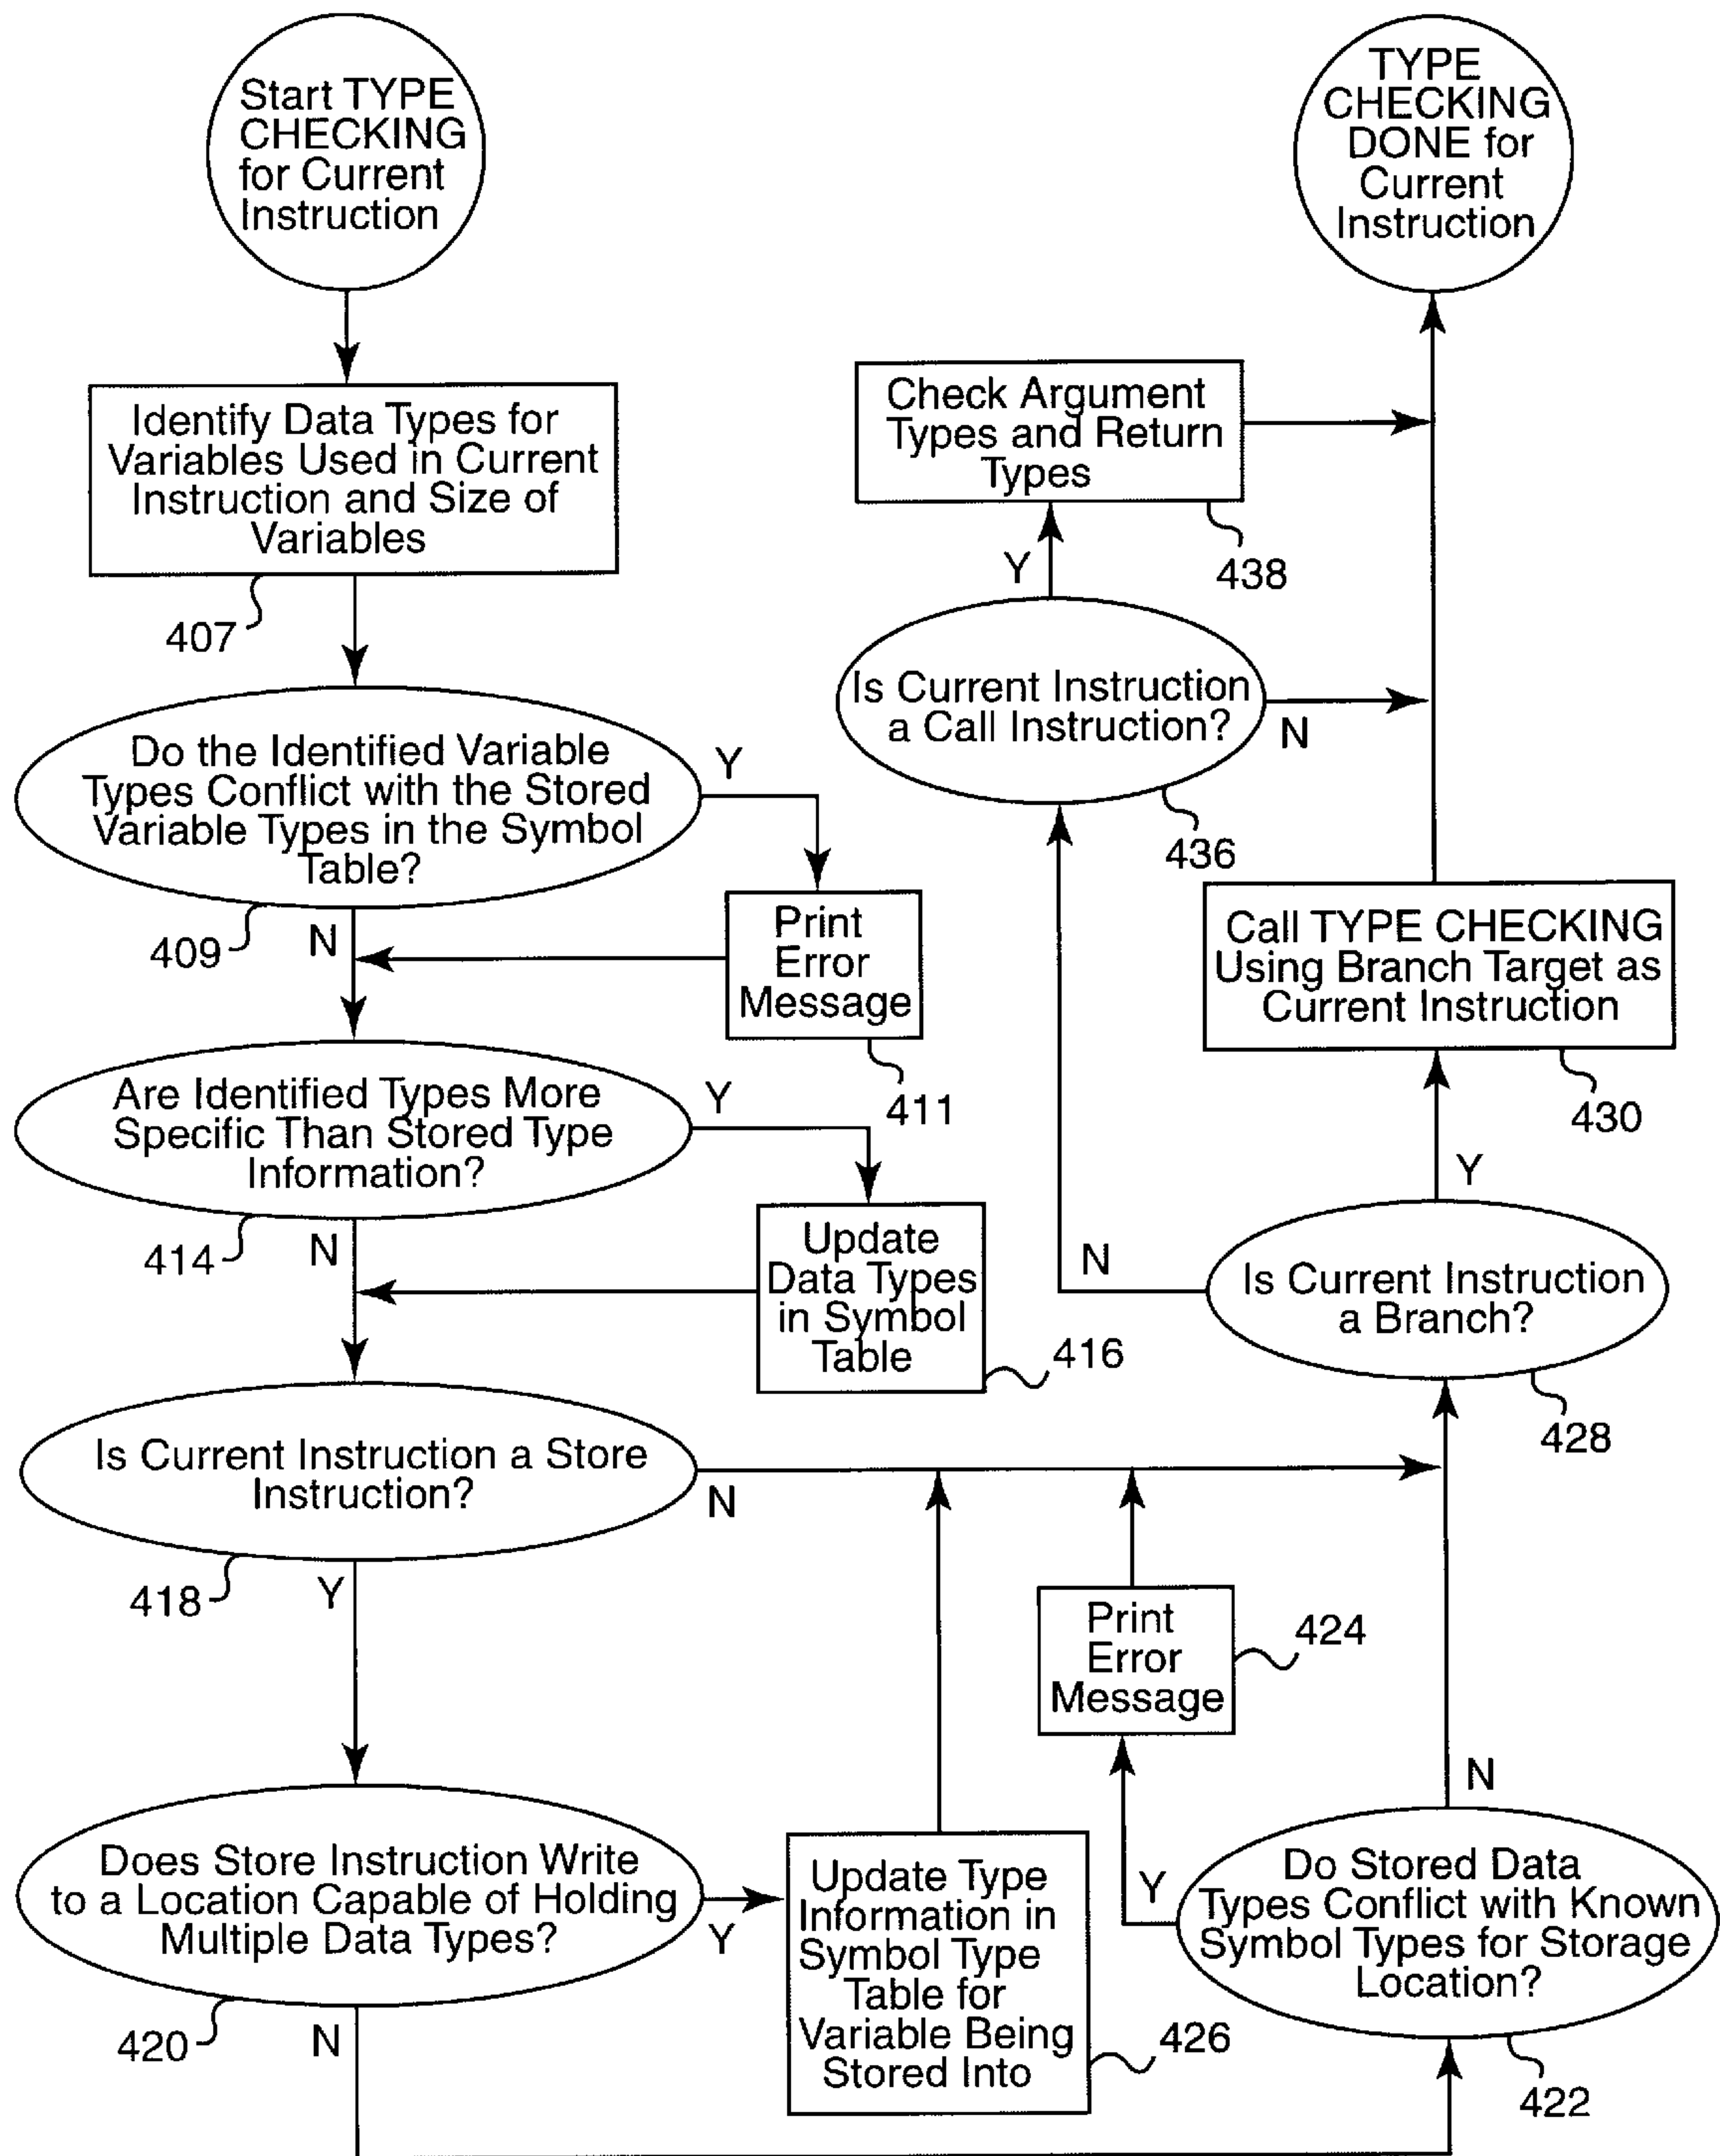 Start TYPE
CHECKING
for Current
Instruction
Identify Data Types for
Variables Used in Current
Instruction and Size of
Variables
407
Do the Identified Variable
Types Conflict with the Stored
Variable Types in the Symbol
Table?
409
Y
N
Print
Error
Message
411
Are Identified Types More
Specific Than Stored Type
Information?
414
Y
N
Update
Data Types
in Symbol
Table
416
Is Current Instruction a Store
Instruction?
418
N
Y
Does Store Instruction Write
to a Location Capable of Holding
Multiple Data Types?
420
Y
N
Update Type
Information in
Symbol Type
Table for
Variable Being
Stored Into
426
Do Stored Data
Types Conflict with Known
Symbol Types for Storage
Location?
422
Y
N
Print
Error
Message
424
Is Current Instruction
a Branch?
428
N
Y
Call TYPE CHECKING
Using Branch Target as
Current Instruction
430
Is Current Instruction
a Call Instruction?
436
N
Y
Check Argument
Types and Return
Types
438
TYPE
CHECKING
DONE for
Current
Instruction